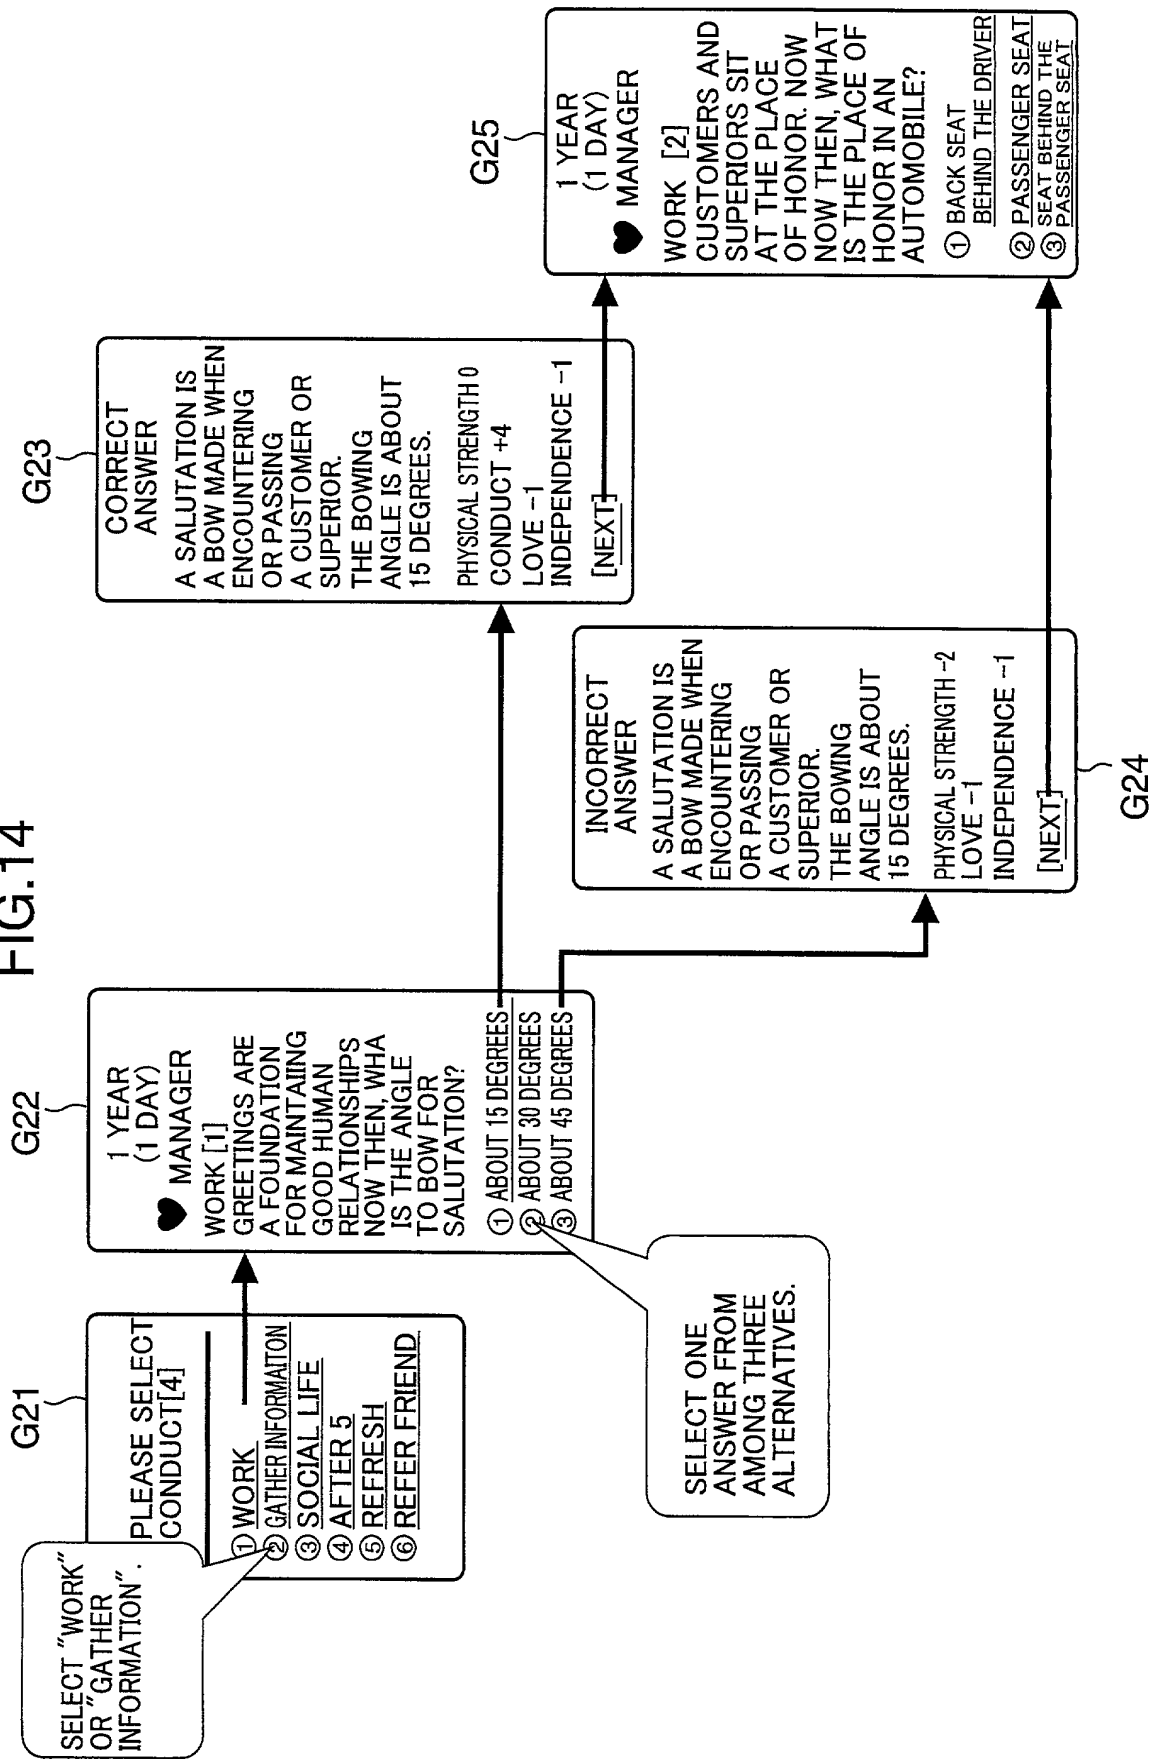 FIG.14
G21
SELECT "WORK"
OR "GATHER
INFORMATION".
PLEASE SELECT
CONDUCT[4]
① WORK
② GATHER INFORMAITON
③ SOCIAL LIFE
④ AFTER 5
⑤ REFRESH
⑥ REFER FRIEND
G22
1 YEAR
(1 DAY)
♥ MANAGER
WORK [1]
GREETINGS ARE
A FOUNDATION
FOR MAINTAIING
GOOD HUMAN
RELATIONSHIPS
NOW THEN, WHA
IS THE ANGLE
TO BOW FOR
SALUTATION?
① ABOUT 15 DEGREES
② ABOUT 30 DEGREES
③ ABOUT 45 DEGREES
SELECT ONE
ANSWER FROM
AMONG THREE
ALTERNATIVES.
G23
CORRECT
ANSWER
A SALUTATION IS
A BOW MADE WHEN
ENCOUNTERING
OR PASSING
A CUSTOMER OR
SUPERIOR.
THE BOWING
ANGLE IS ABOUT
15 DEGREES.
PHYSICAL STRENGTH 0
CONDUCT +4
LOVE -1
INDEPENDENCE -1
[NEXT]
G24
INCORRECT
ANSWER
A SALUTATION IS
A BOW MADE WHEN
ENCOUNTERING
OR PASSING
A CUSTOMER OR
SUPERIOR.
THE BOWING
ANGLE IS ABOUT
15 DEGREES.
PHYSICAL STRENGTH -2
LOVE -1
INDEPENDENCE -1
[NEXT]
G25
1 YEAR
(1 DAY)
♥ MANAGER
WORK [2]
CUSTOMERS AND
SUPERIORS SIT
AT THE PLACE
OF HONOR. NOW
NOW THEN, WHAT
IS THE PLACE OF
HONOR IN AN
AUTOMOBILE?
① BACK SEAT
BEHIND THE DRIVER
② PASSENGER SEAT
③ SEAT BEHIND THE
PASSENGER SEAT